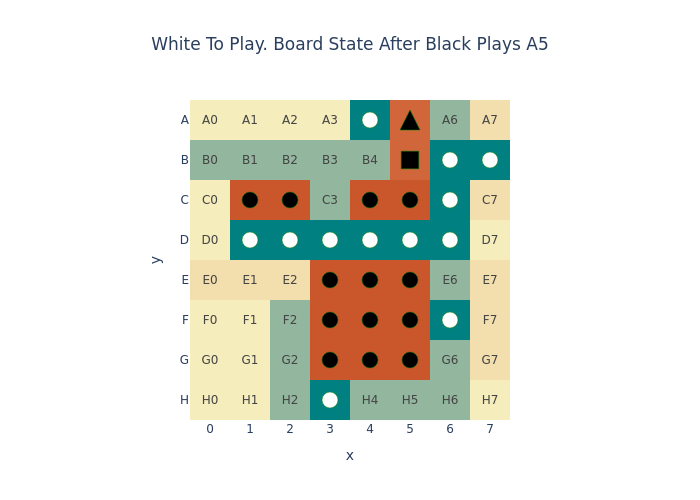 White To Play. Board State After Black Plays A5
A A0 A1 A2 A3 A6 A7
B B0 B1 B2 B3 B4
C C0 C3 C7
D D0 D7
E E0 E1 E2 E6 E7
F F0 F1 F2 F7
G G0 G1 G2 G6 G7
H H0 H1 H2 H4 H5 H6 H7
0 1 2 3 4 5 6 7
x
y